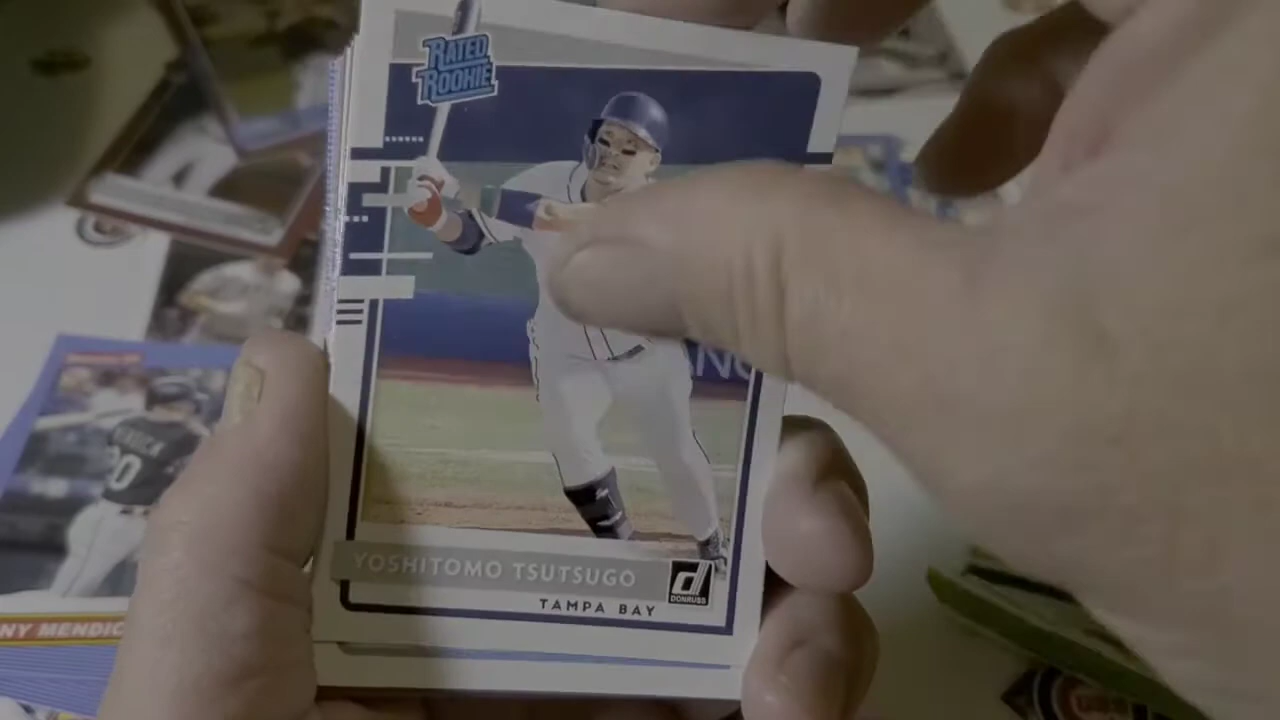 RATED
ROOKIE
YOSHITOMO TSUTSUGO
DONRUSS
TAMPA BAY
NY MENDIC